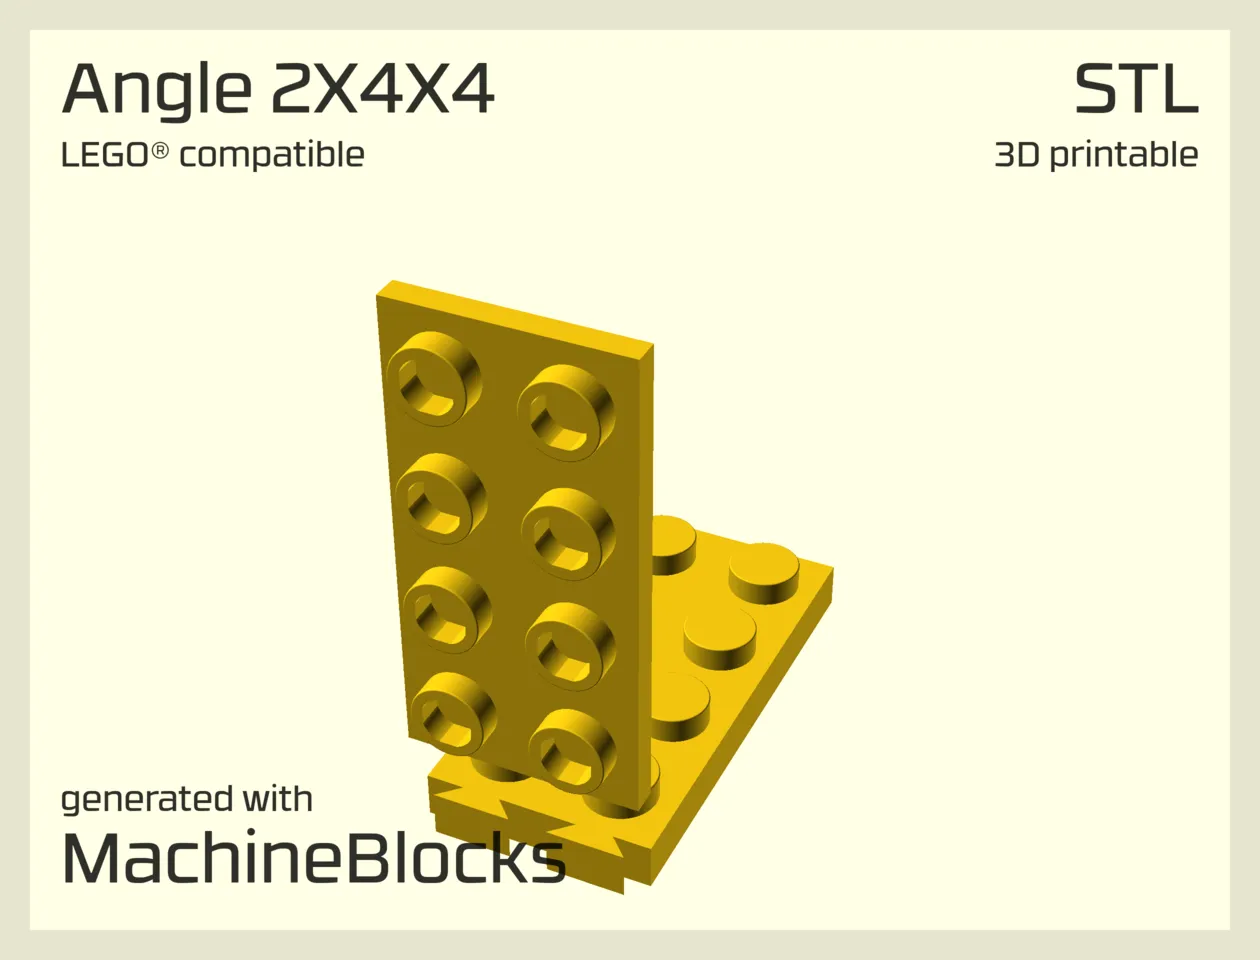 Angle 2X4X4
LEGO® compatible
STL
3D printable
generated with
MachineBlocks